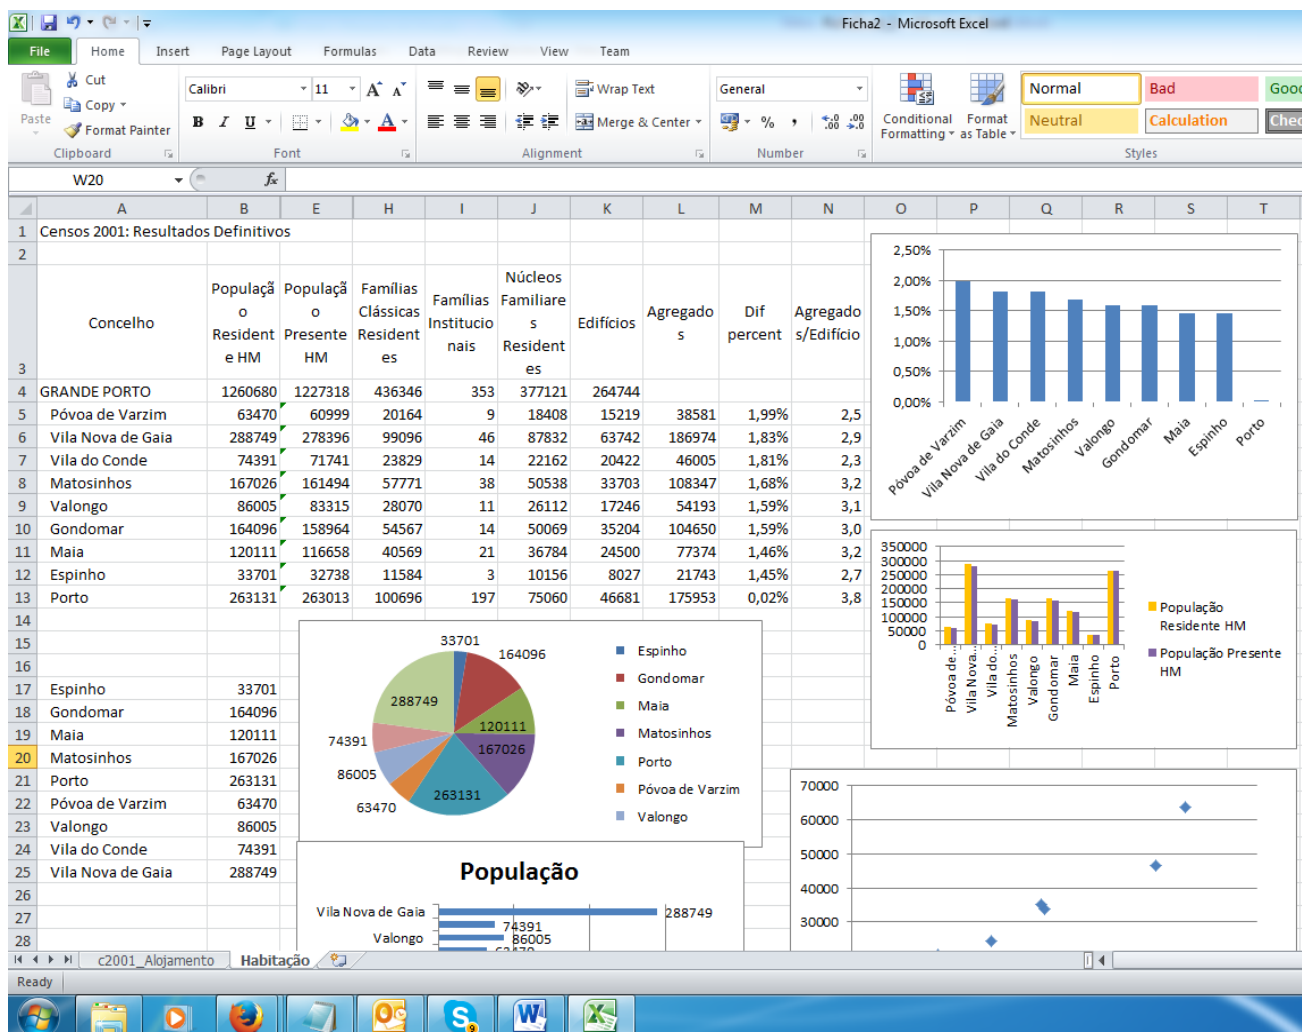 Ficha2 - Microsoft Excel
File Home Insert Page Layout Formulas Data Review View Team
Cut
Copy
Format Painter
Paste
Calibri 11
B I U
A A
A
Wrap Text
Merge & Center
General
%
Conditional Formatting
Format as Table
Normal Bad Good
Neutral Calculation Chec
Clipboard Font Alignment Number Styles
W20 fx
A B E H I J K L M N O P Q R S T
1 Censos 2001: Resultados Definitivos
2
3 Concelho População Residente HM População Presente HM Famílias Clássicas Residentes Famílias Institucionais Núcleos Familiares Residentes Edifícios Agregados Dif percent Agregados/Edifício
4 GRANDE PORTO 1260680 1227318 436346 353 377121 264744
5 Póvoa de Varzim 63470 60999 20164 9 18408 15219 38581 1,99% 2,5
6 Vila Nova de Gaia 288749 278396 99096 46 87832 63742 186974 1,83% 2,9
7 Vila do Conde 74391 71741 23829 14 22162 20422 46005 1,81% 2,3
8 Matosinhos 167026 161494 57771 38 50538 33703 108347 1,68% 3,2
9 Valongo 86005 83315 28070 11 26112 17246 54193 1,59% 3,1
10 Gondomar 164096 158964 54567 14 50069 35204 104650 1,59% 3,0
11 Maia 120111 116658 40569 21 36784 24500 77374 1,46% 3,2
12 Espinho 33701 32738 11584 3 10156 8027 21743 1,45% 2,7
13 Porto 263131 263013 100696 197 75060 46681 175953 0,02% 3,8
14
15
16
17 Espinho 33701
18 Gondomar 164096
19 Maia 120111
20 Matosinhos 167026
21 Porto 263131
22 Póvoa de Varzim 63470
23 Valongo 86005
24 Vila do Conde 74391
25 Vila Nova de Gaia 288749
26
27
28
2,50%
2,00%
1,50%
1,00%
0,50%
0,00%
Póvoa de Varzim
Vila Nova de Gaia
Vila do Conde
Matosinhos
Valongo
Gondomar
Maia
Espinho
Porto
350000
300000
250000
200000
150000
100000
50000
0
Póvoa de...
Vila Nova...
Vila do...
Matosinhos
Valongo
Gondomar
Maia
Espinho
Porto
População
Residente HM
População Presente
HM
33701
164096
120111
167026
263131
63470
86005
74391
288749
Espinho
Gondomar
Maia
Matosinhos
Porto
Póvoa de Varzim
Valongo
População
Vila Nova de Gaia 288749
74391
Valongo 86005
70000
60000
50000
40000
30000
c2001_Alojamento Habitação
Ready